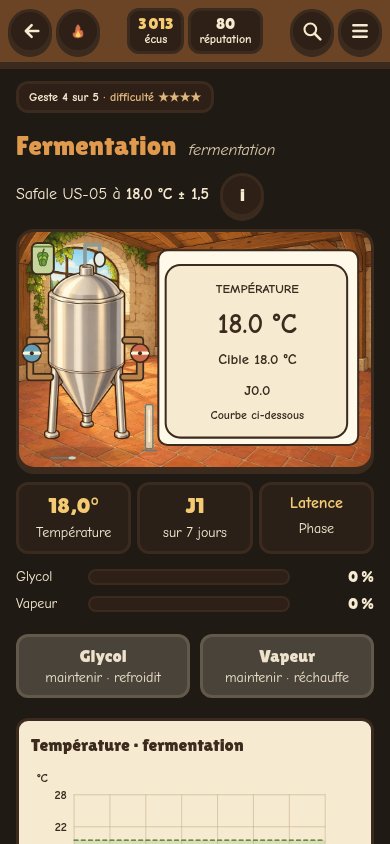 3 013
écus
80
réputation
Geste 4 sur 5 · difficulté ★★★★
Fermentation fermentation
Safale US-05 à 18,0 °C ± 1,5 i
TEMPÉRATURE
18.0 °C
Cible 18.0 °C
J0.0
Courbe ci-dessous
18,0°
Température
J1
sur 7 jours
Latence
Phase
Glycol 0 %
Vapeur 0 %
Glycol
maintenir · refroidit
Vapeur
maintenir · réchauffe
Température · fermentation
°C
28
22